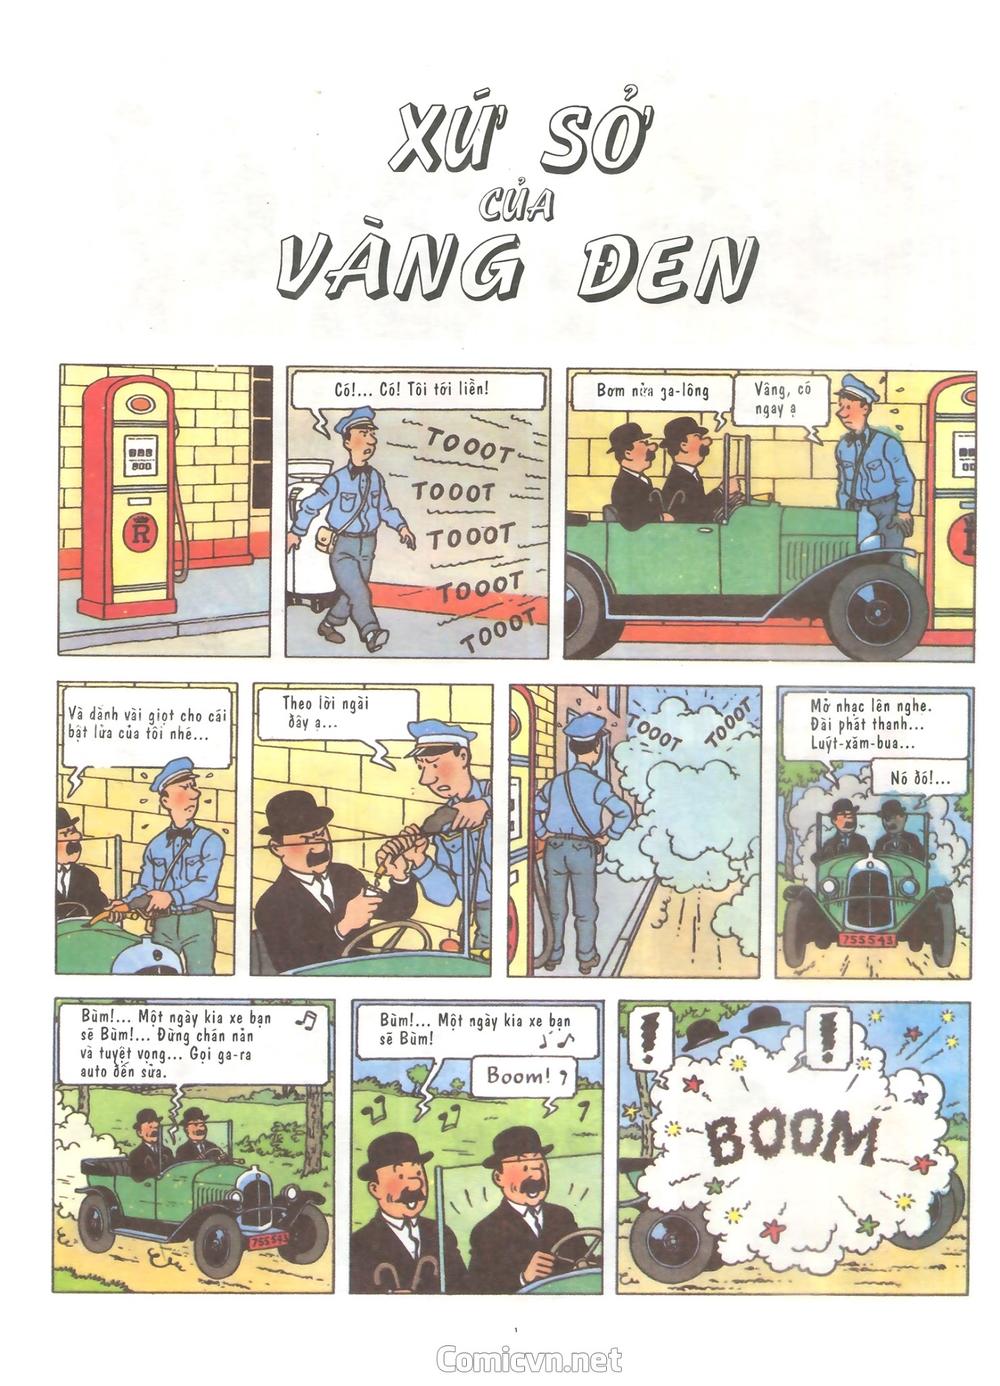 XỨ SỞ
CỦA
VÀNG ĐEN
R
Có!... Có! Tôi tới liền!
TOOOT
TOOOT
TOOOT
TOOOT
TOOOT
Bơm nửa ga-lông
Vâng, có
ngay ạ
R
Và dành vài giọt cho cái
bật lửa của tôi nhé...
Theo lời ngài
đây ạ...
TOOOT
TOOOT
Mở nhạc lên nghe.
Đài phát thanh...
Luýt-xăm-bua...
Nó đó!...
755543
Bùm!... Một ngày kia xe bạn
sẽ Bùm!... Đừng chán nản
và tuyệt vọng... Gọi ga-ra
auto đến sửa.
755543
Bùm!... Một ngày kia xe bạn
sẽ Bùm!
Boom!
!
!
BOOM
1
Comicvn.net